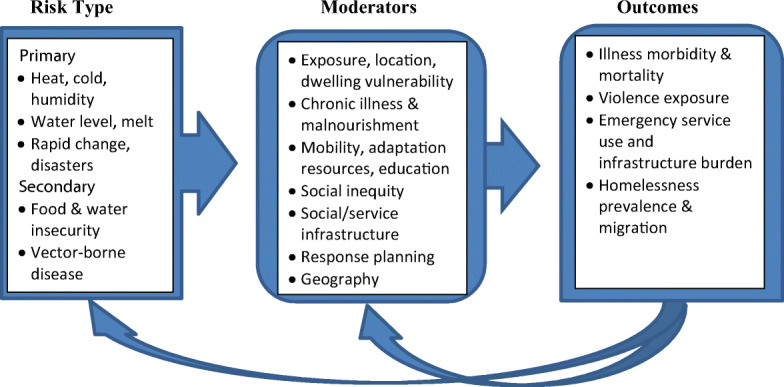 Risk Type
Primary
• Heat, cold,
humidity
• Water level, melt
• Rapid change,
disasters
Secondary
• Food & water
insecurity
• Vector-borne
disease
Moderators
• Exposure, location,
dwelling vulnerability
• Chronic illness &
malnourishment
• Mobility, adaptation
resources, education
• Social inequity
• Social/service
infrastructure
• Response planning
• Geography
Outcomes
• Illness morbidity &
mortality
• Violence exposure
• Emergency service
use and
infrastructure burden
• Homelessness
prevalence &
migration